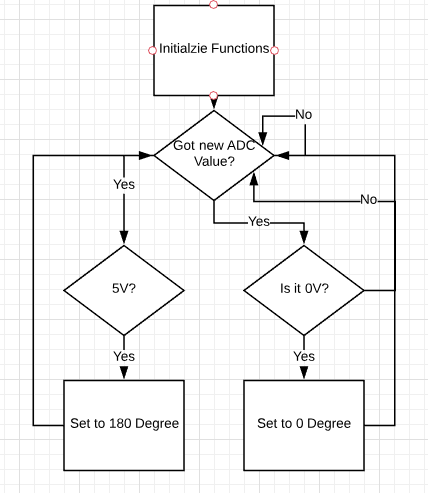 Initialzie Functions
No
Got new ADC
Value?
Yes
No
Yes
5V?
Is it 0V?
Yes
Yes
Set to 180 Degree
Set to 0 Degree